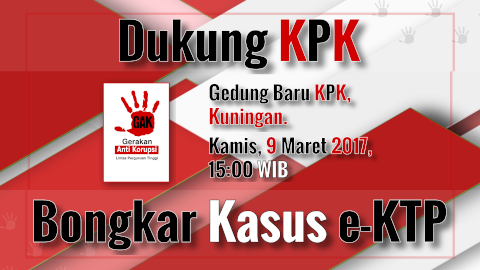 Dukung KPK
GAK
Gerakan
Anti Korupsi
Lintas Perguruan Tinggi
Gedung Baru KPK,
Kuningan.
Kamis, 9 Maret 2017,
15:00 WIB
Bongkar Kasus e-KTP